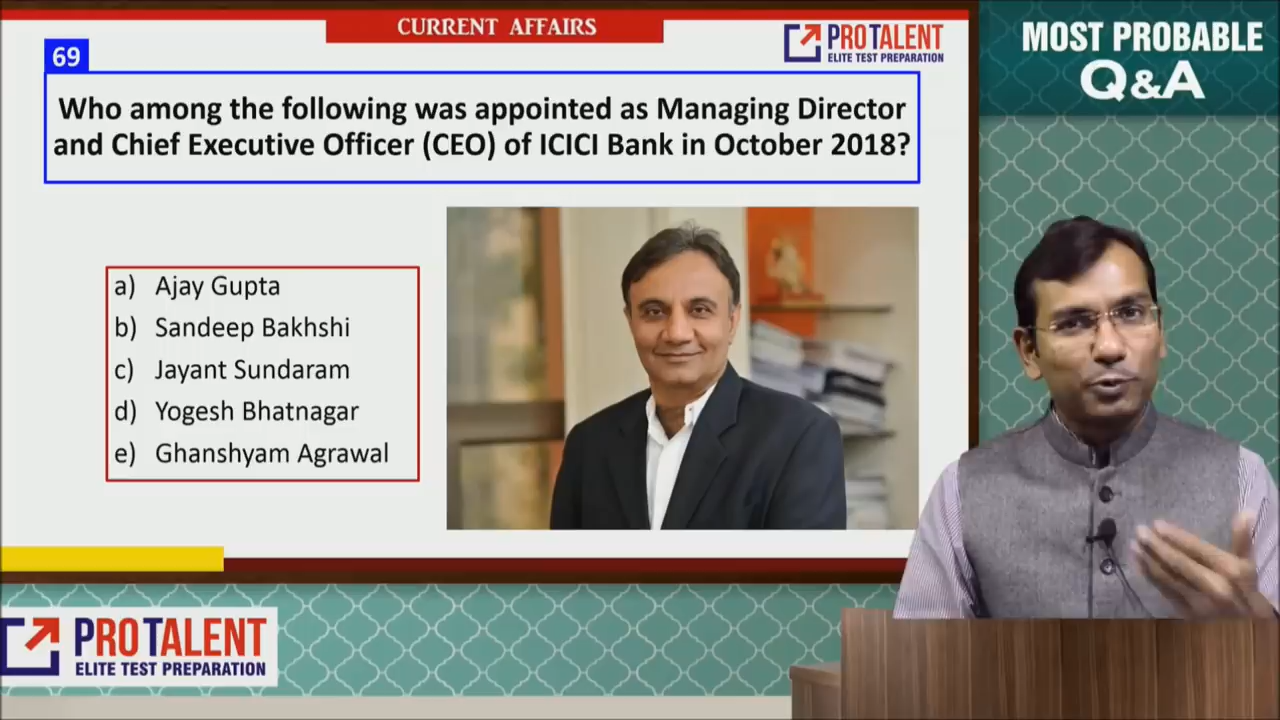 CURRENT AFFAIRS
PROTALENT
ELITE TEST PREPARATION
MOST PROBABLE
Q&A
69
Who among the following was appointed as Managing Director
and Chief Executive Officer (CEO) of ICICI Bank in October 2018?
a) Ajay Gupta
b) Sandeep Bakhshi
c) Jayant Sundaram
d) Yogesh Bhatnagar
e) Ghanshyam Agrawal
PROTALENT
ELITE TEST PREPARATION